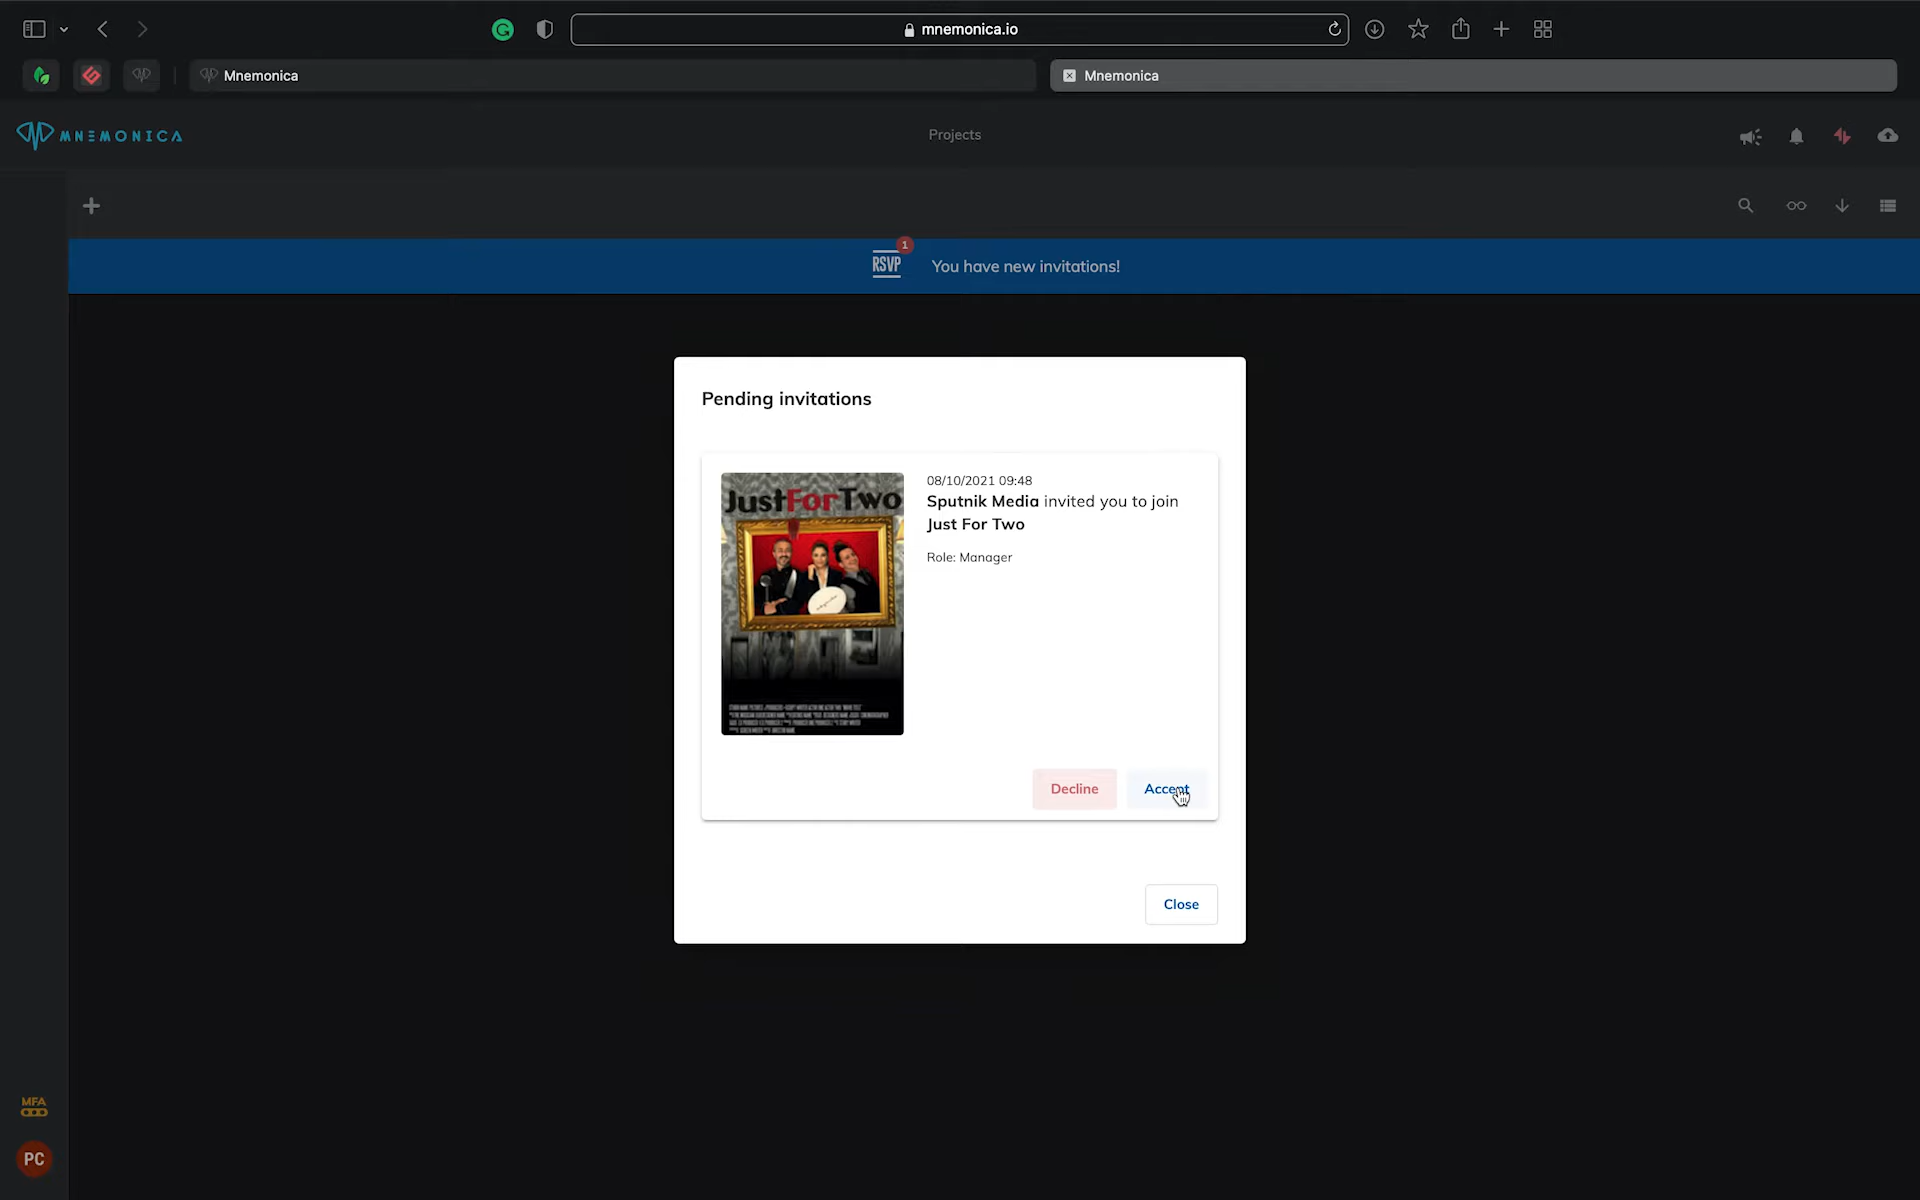 mnemonica.io
Mnemonica
Mnemonica
MNEMONICA
Projects
RSVP
1
You have new invitations!
Pending invitations
JustForTwo
08/10/2021 09:48
Sputnik Media invited you to join
Just For Two
Role: Manager
Decline
Accept
Close
MFA
PC